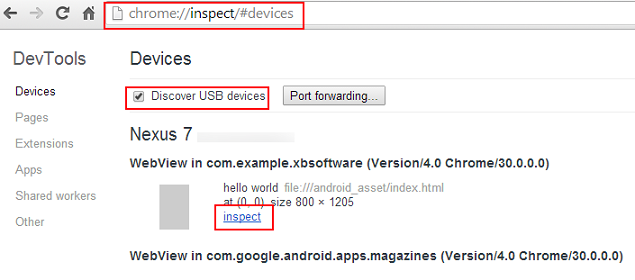 chrome://inspect/#devices
DevTools
Devices
Pages
Extensions
Apps
Shared workers
Other
Devices
Discover USB devices
Port forwarding...
Nexus 7
WebView in com.example.xbsoftware (Version/4.0 Chrome/30.0.0.0)
hello world file:///android_asset/index.html
at (0, 0) size 800 × 1205
inspect
WebView in com.google.android.apps.magazines (Version/4.0 Chrome/30.0.0.0)